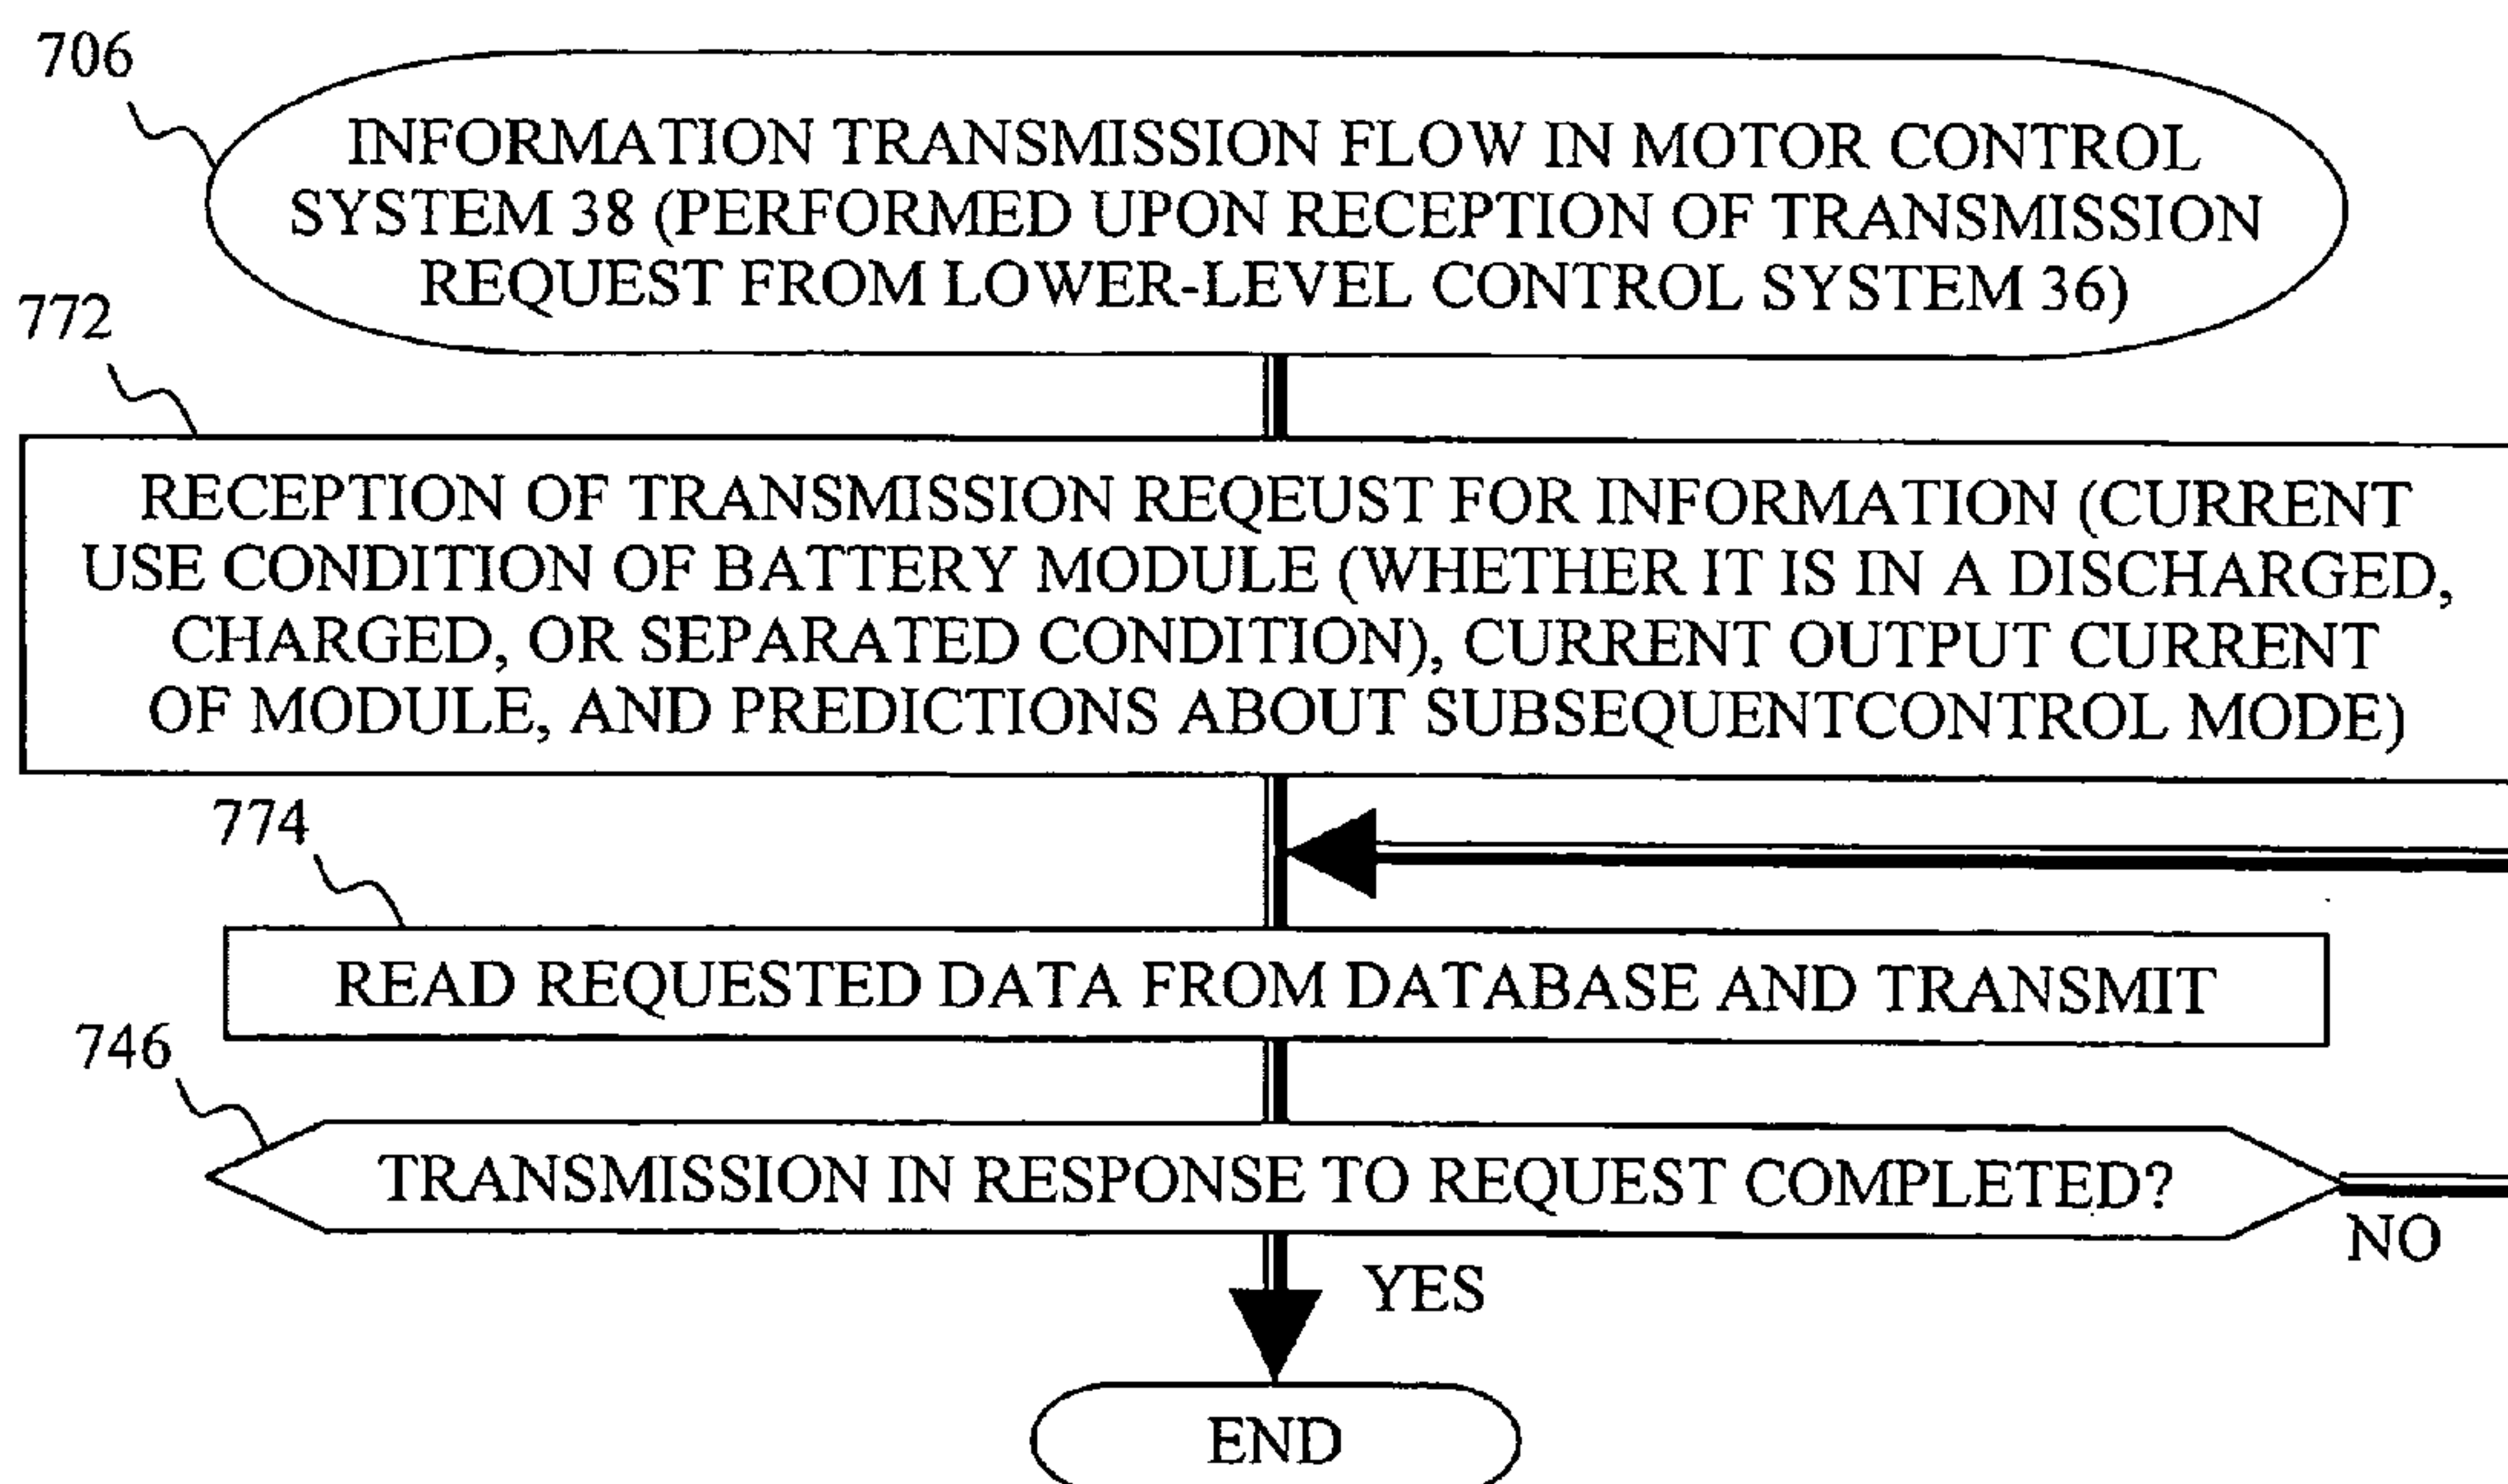 706
INFORMATION TRANSMISSION FLOW IN MOTOR CONTROL
SYSTEM 38 (PERFORMED UPON RECEPTION OF TRANSMISSION
REQUEST FROM LOWER-LEVEL CONTROL SYSTEM 36)
772
RECEPTION OF TRANSMISSION REQEUST FOR INFORMATION (CURRENT
USE CONDITION OF BATTERY MODULE (WHETHER IT IS IN A DISCHARGED,
CHARGED, OR SEPARATED CONDITION), CURRENT OUTPUT CURRENT
OF MODULE, AND PREDICTIONS ABOUT SUBSEQUENTCONTROL MODE)
774
READ REQUESTED DATA FROM DATABASE AND TRANSMIT
746
TRANSMISSION IN RESPONSE TO REQUEST COMPLETED?
NO
YES
END